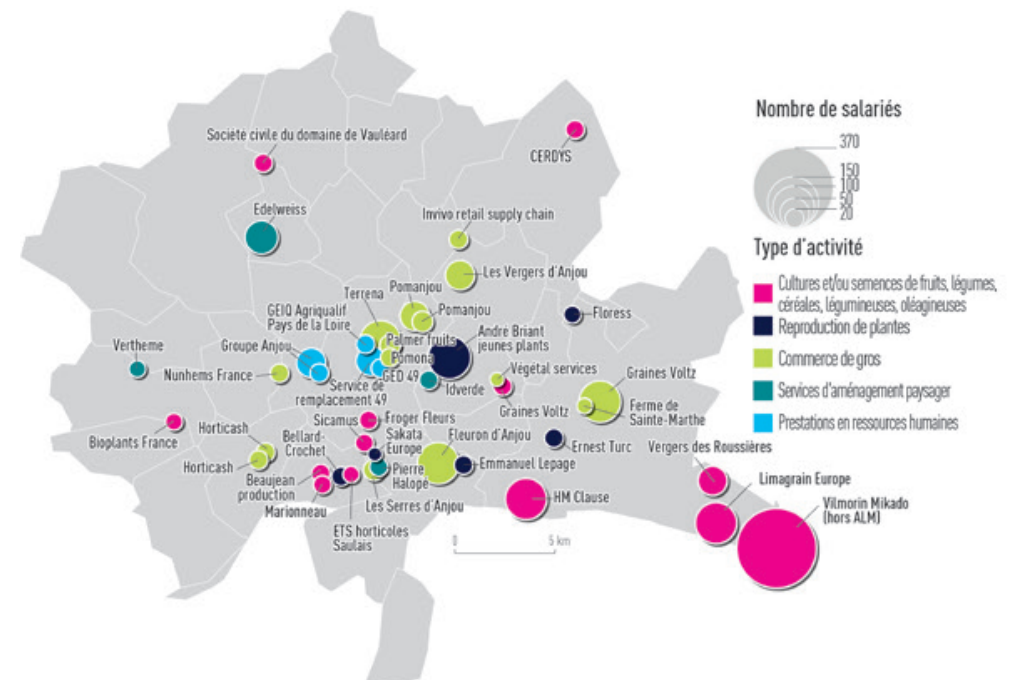 Société civile du domaine de Vauléard
CERDYS
Edelweiss
Invivo retail supply chain
Les Vergers d'Anjou
Pomanjou
Terrena
Pomanjou
GEIQ Agriqualif
Pays de la Loire
Floress
André Briant
jeunes plants
Palmer fruits
Groupe Anjou
Vertheme
Pomona
Nunhems France
GED 49
Service de
remplacement 49
Idverde
Végétal services
Graines Voltz
Graines Voltz
Ferme de
Sainte-Marthe
Bioplants France
Horticash
Sicamus
Froger Fleurs
Bellard-
Crochet
Sakata
Europe
Fleuron d'Anjou
Ernest Turc
Vergers des Roussières
Horticash
Emmanuel Lepage
Beaujean
production
Pierre
Halope
Limagrain Europe
Marionneau
Les Serres d'Anjou
HM Clause
Vilmorin Mikado
(hors ALM)
ETS horticoles
Saulais
0 5 km
Nombre de salariés
370
150
100
50
20
Type d'activité
Cultures et/ou semences de fruits, légumes,
céréales, légumineuses, oléagineuses
Reproduction de plantes
Commerce de gros
Services d'aménagement paysager
Prestations en ressources humaines